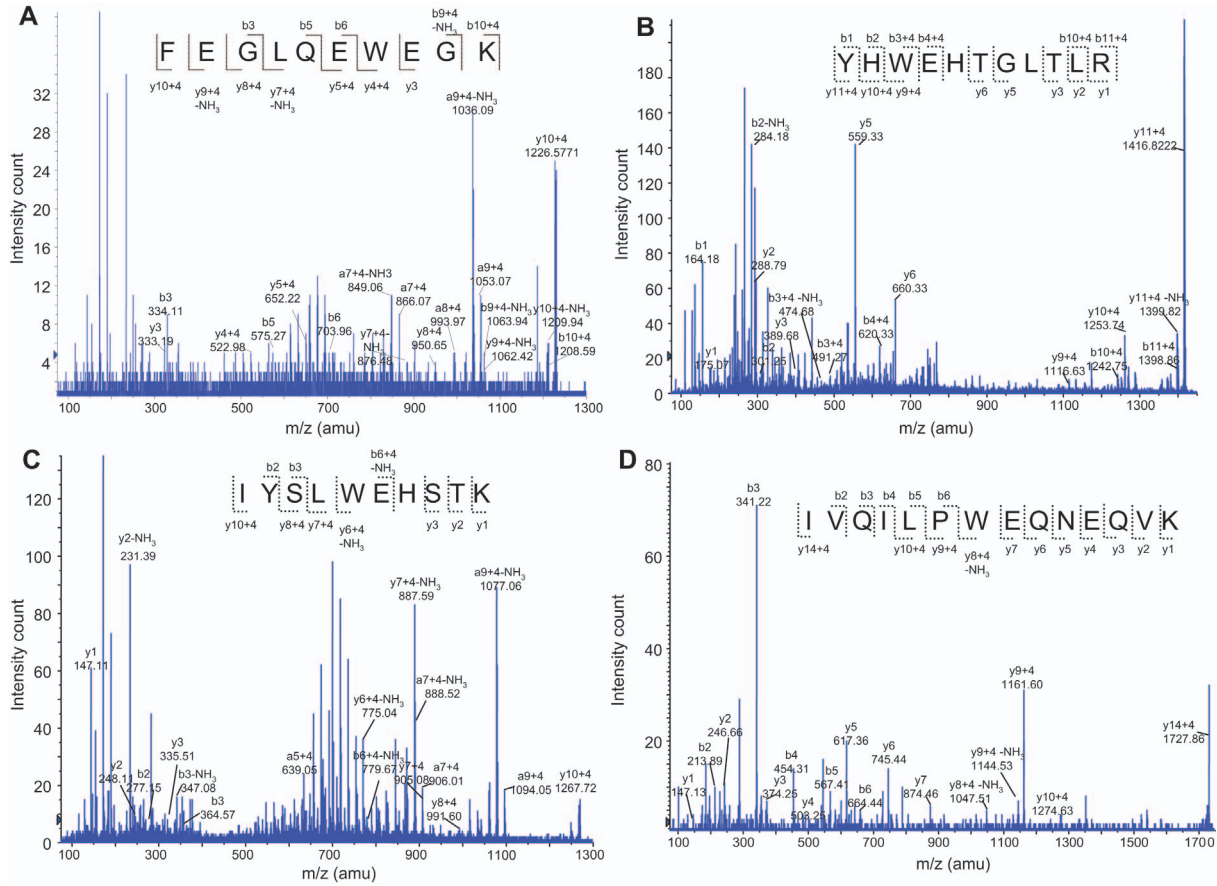 A
b9+4
-NH3
b3 b5 b6 b10+4
F E G L Q E W E G K
y10+4 y9+4 -NH3 y8+4 y7+4 -NH3 y5+4 y4+4 y3
Intensity count
32
28
24
20
16
12
8
4
a9+4-NH3
1036.09
y10+4
1226.5771
b3
334.11
y3
333.19
y4+4
522.98
b5
575.27
y5+4
652.22
b6
703.96
a7+4-NH3
849.06
a7+4
866.07
y7+4-
NH3
876.48
y8+4
950.65
a8+4
993.97
a9+4
1053.07
b9+4-NH3
1063.94
y9+4-NH3
1062.42
y10+4-NH3
1209.94
b10+4
1208.59
100 300 500 700 900 1100 1300
m/z (amu)
B
b1 b2 b3+4 b4+4 b10+4 b11+4
Y H W E H T G L T L R
y11+4 y10+4 y9+4 y6 y5 y3 y2 y1
Intensity count
180
160
140
120
100
80
60
40
20
0
b1
164.18
b2-NH3
284.18
y2
288.79
y5
559.33
y6
660.33
y11+4
1416.8222
y1
175.07
b2
301.25
y3
389.68
b3+4 -NH3
474.68
b3+4
491.27
b4+4
620.33
y9+4
1116.63
y10+4
1253.74
b10+4
1242.75
y11+4 -NH3
1399.82
b11+4
1398.86
100 300 500 700 900 1100 1300
m/z (amu)
C
b6+4
-NH3
b2 b3
I Y S L W E H S T K
y10+4 y8+4 y7+4 y6+4 -NH3 y3 y2 y1
Intensity count
120
100
80
60
40
20
0
y2-NH3
231.39
y1
147.11
y2
248.11
b2
277.15
y3
335.51
b3-NH3
347.08
b3
364.57
a5+4
639.05
y6+4-NH3
775.04
b6+4-NH3
779.67
y7+4-NH3
887.59
a7+4-NH3
888.52
y7+4
905.08
a7+4
906.01
y8+4
991.60
a9+4-NH3
1077.06
a9+4
1094.05
y10+4
1267.72
100 300 500 700 900 1100 1300
m/z (amu)
D
b2 b3 b4 b5 b6
I V Q I L P W E Q N E Q V K
y14+4 y10+4 y9+4 y8+4 -NH3 y7 y6 y5 y4 y3 y2 y1
Intensity count
80
60
40
20
0
b3
341.22
y1
147.13
b2
213.89
y2
246.66
y3
374.25
b4
454.31
y4
503.25
b5
567.41
y5
617.36
b6
664.44
y6
745.44
y7
874.46
y8+4 -NH3
1047.51
y9+4 -NH3
1144.53
y9+4
1161.60
y10+4
1274.63
y14+4
1727.86
100 300 500 700 900 1100 1300 1500 1700
m/z (amu)